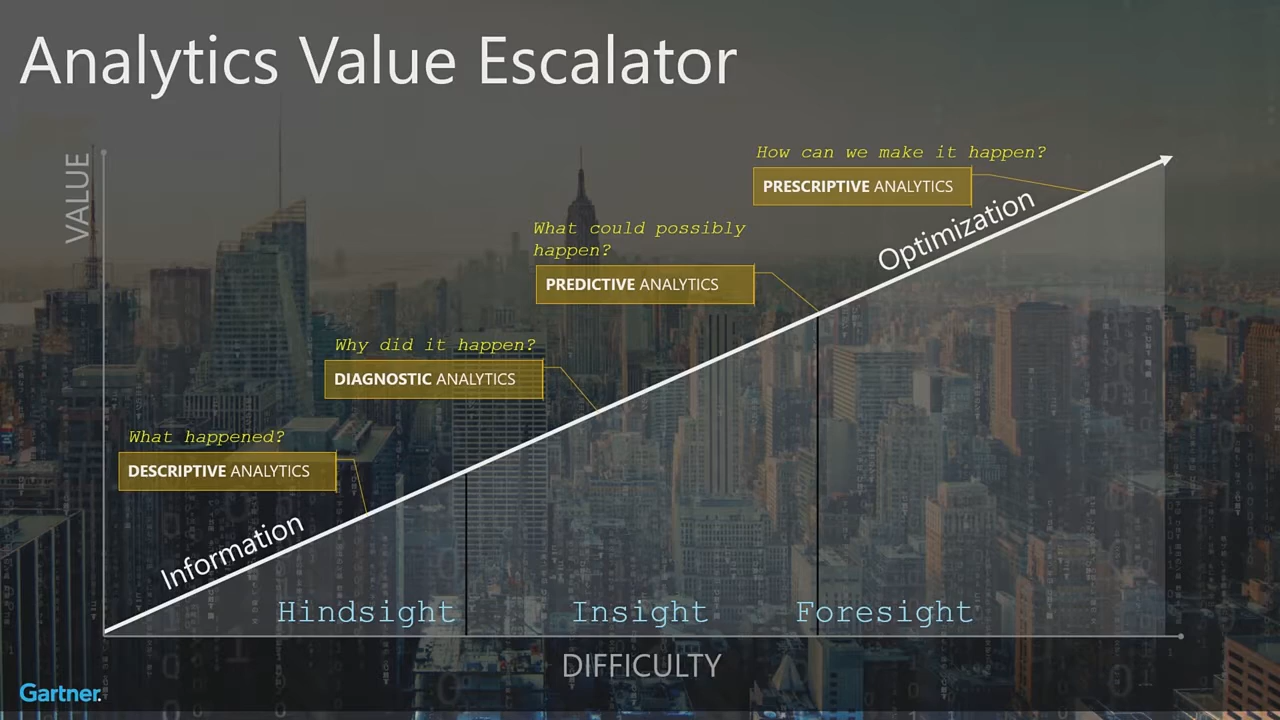 Analytics Value Escalator
VALUE
How can we make it happen?
PRESCRIPTIVE ANALYTICS
Optimization
What could possibly
happen?
PREDICTIVE ANALYTICS
Why did it happen?
DIAGNOSTIC ANALYTICS
What happened?
DESCRIPTIVE ANALYTICS
Information
Hindsight
Insight
Foresight
DIFFICULTY
Gartner.